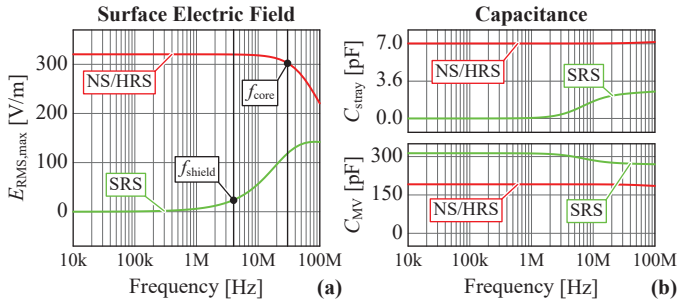 Surface Electric Field
E_RMS,max [V/m]
300
200
100
0
NS/HRS
f_core
f_shield
SRS
10k 100k 1M 10M 100M
Frequency [Hz] (a)
Capacitance
C_stray [pF]
7.0
3.6
0.0
NS/HRS
SRS
C_MV [pF]
300
150
0
NS/HRS
SRS
10k 100k 1M 10M 100M
Frequency [Hz] (b)